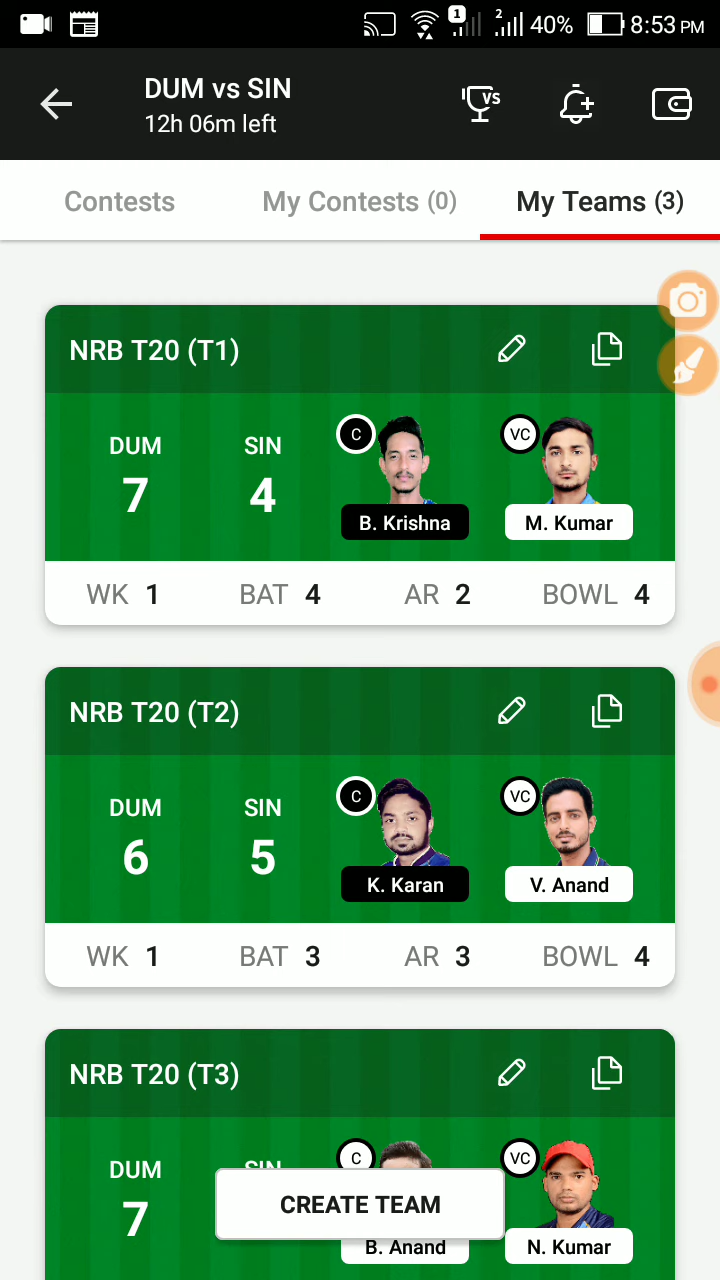 1 2 40% 8:53 PM
DUM vs SIN
12h 06m left
VS
Contests My Contests (0) My Teams (3)
NRB T20 (T1)
DUM SIN C VC
7 4
B. Krishna M. Kumar
WK 1 BAT 4 AR 2 BOWL 4
NRB T20 (T2)
DUM SIN C VC
6 5
K. Karan V. Anand
WK 1 BAT 3 AR 3 BOWL 4
NRB T20 (T3)
DUM SIN C VC
7
CREATE TEAM
B. Anand N. Kumar